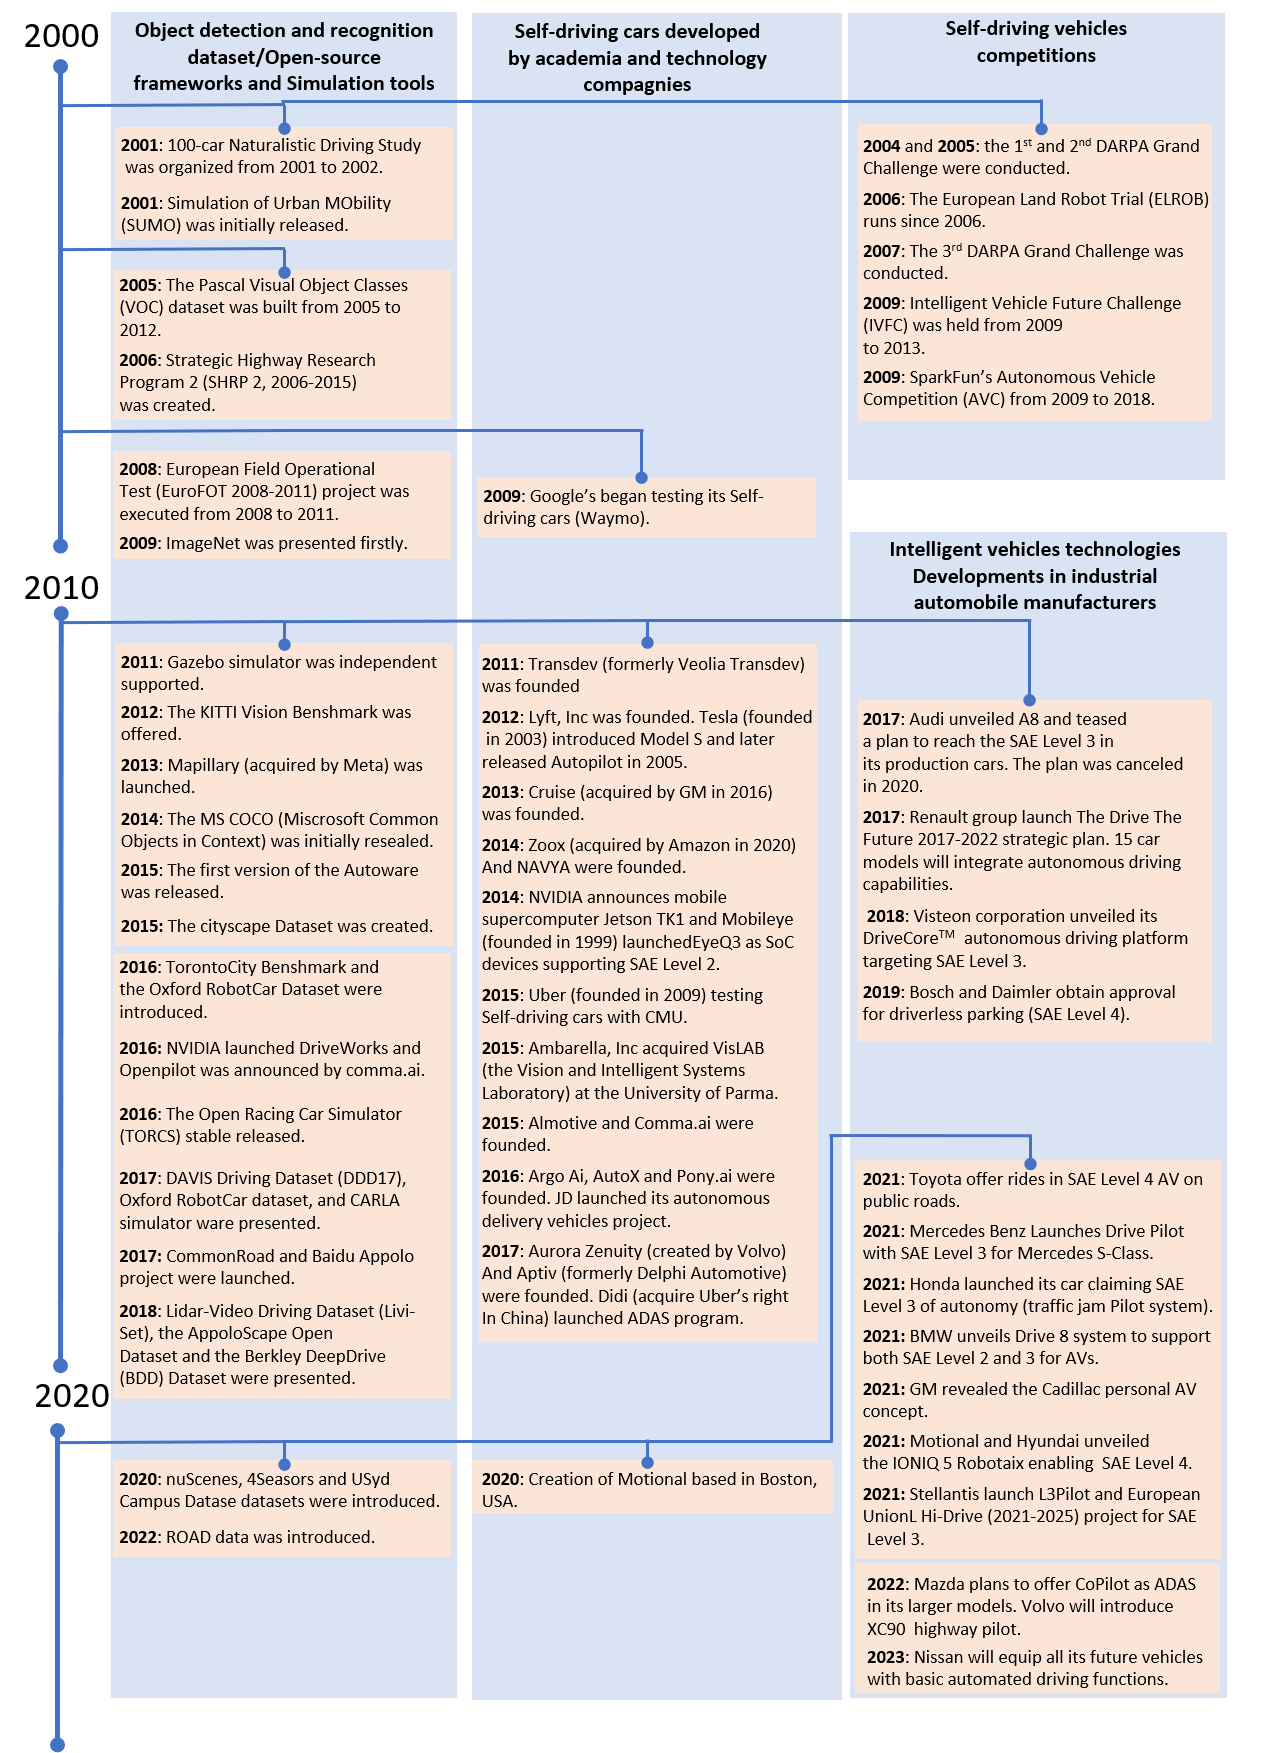 2000
Object detection and recognition
dataset/Open-source
frameworks and Simulation tools
2001: 100-car Naturalistic Driving Study
was organized from 2001 to 2002.
2001: Simulation of Urban MObility
(SUMO) was initially released.
2005: The Pascal Visual Object Classes
(VOC) dataset was built from 2005 to
2012.
2006: Strategic Highway Research
Program 2 (SHRP 2, 2006-2015)
was created.
2008: European Field Operational
Test (EuroFOT 2008-2011) project was
executed from 2008 to 2011.
2009: ImageNet was presented firstly.
Self-driving cars developed
by academia and technology
compagnies
2009: Google’s began testing its Self-
driving cars (Waymo).
Self-driving vehicles
competitions
2004 and 2005: the 1st and 2nd DARPA Grand
Challenge were conducted.
2006: The European Land Robot Trial (ELROB)
runs since 2006.
2007: The 3rd DARPA Grand Challenge was
conducted.
2009: Intelligent Vehicle Future Challenge
(IVFC) was held from 2009
to 2013.
2009: SparkFun’s Autonomous Vehicle
Competition (AVC) from 2009 to 2018.
2010
2011: Gazebo simulator was independent
supported.
2012: The KITTI Vision Benshmark was
offered.
2013: Mapillary (acquired by Meta) was
launched.
2014: The MS COCO (Miscrosoft Common
Objects in Context) was initially resealed.
2015: The first version of the Autoware
was released.
2015: The cityscape Dataset was created.
2016: TorontoCity Benshmark and
the Oxford RobotCar Dataset were
introduced.
2016: NVIDIA launched DriveWorks and
Openpilot was announced by comma.ai.
2016: The Open Racing Car Simulator
(TORCS) stable released.
2017: DAVIS Driving Dataset (DDD17),
Oxford RobotCar dataset, and CARLA
simulator ware presented.
2017: CommonRoad and Baidu Appolo
project were launched.
2018: Lidar-Video Driving Dataset (Livi-
Set), the AppoloScape Open
Dataset and the Berkley DeepDrive
(BDD) Dataset were presented.
2011: Transdev (formerly Veolia Transdev)
was founded
2012: Lyft, Inc was founded. Tesla (founded
in 2003) introduced Model S and later
released Autopilot in 2005.
2013: Cruise (acquired by GM in 2016)
was founded.
2014: Zoox (acquired by Amazon in 2020)
And NAVYA were founded.
2014: NVIDIA announces mobile
supercomputer Jetson TK1 and Mobileye
(founded in 1999) launchedEyeQ3 as SoC
devices supporting SAE Level 2.
2015: Uber (founded in 2009) testing
Self-driving cars with CMU.
2015: Ambarella, Inc acquired VisLAB
(the Vision and Intelligent Systems
Laboratory) at the University of Parma.
2015: Almotive and Comma.ai were
founded.
2016: Argo Ai, AutoX and Pony.ai were
founded. JD launched its autonomous
delivery vehicles project.
2017: Aurora Zenuity (created by Volvo)
And Aptiv (formerly Delphi Automotive)
were founded. Didi (acquire Uber’s right
In China) launched ADAS program.
Intelligent vehicles technologies
Developments in industrial
automobile manufacturers
2017: Audi unveiled A8 and teased
a plan to reach the SAE Level 3 in
its production cars. The plan was canceled
in 2020.
2017: Renault group launch The Drive The
Future 2017-2022 strategic plan. 15 car
models will integrate autonomous driving
capabilities.
2018: Visteon corporation unveiled its
DriveCoreTM autonomous driving platform
targeting SAE Level 3.
2019: Bosch and Daimler obtain approval
for driverless parking (SAE Level 4).
2020
2020: nuScenes, 4Seasors and USyd
Campus Datase datasets were introduced.
2022: ROAD data was introduced.
2020: Creation of Motional based in Boston,
USA.
2021: Toyota offer rides in SAE Level 4 AV on
public roads.
2021: Mercedes Benz Launches Drive Pilot
with SAE Level 3 for Mercedes S-Class.
2021: Honda launched its car claiming SAE
Level 3 of autonomy (traffic jam Pilot system).
2021: BMW unveils Drive 8 system to support
both SAE Level 2 and 3 for AVs.
2021: GM revealed the Cadillac personal AV
concept.
2021: Motional and Hyundai unveiled
the IONIQ 5 Robotaix enabling SAE Level 4.
2021: Stellantis launch L3Pilot and European
UnionL Hi-Drive (2021-2025) project for SAE
Level 3.
2022: Mazda plans to offer CoPilot as ADAS
in its larger models. Volvo will introduce
XC90 highway pilot.
2023: Nissan will equip all its future vehicles
with basic automated driving functions.